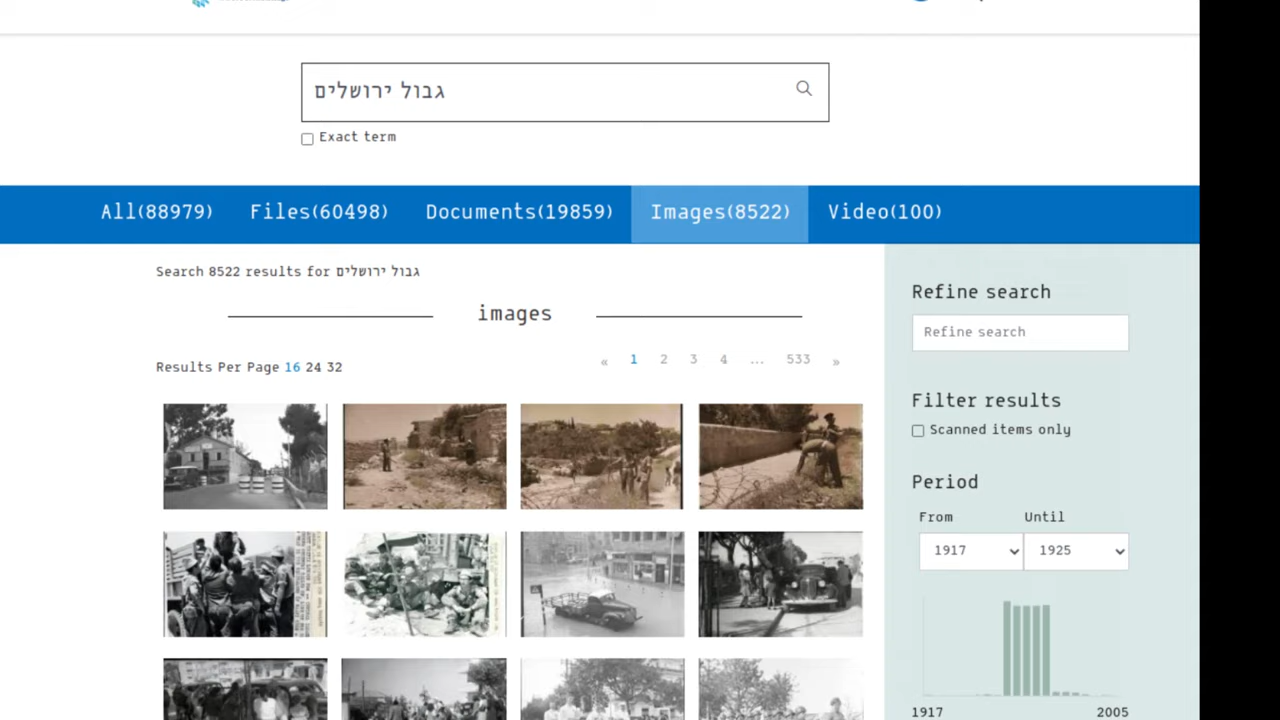 גבול ירושלים
Exact term
All(88979) Files(60498) Documents(19859) Images(8522) Video(100)
Search 8522 results for גבול ירושלים
images
Results Per Page 16 24 32
« 1 2 3 4 ... 533 »
Refine search
Refine search
Filter results
Scanned items only
Period
From Until
1917 1925
1917 2005